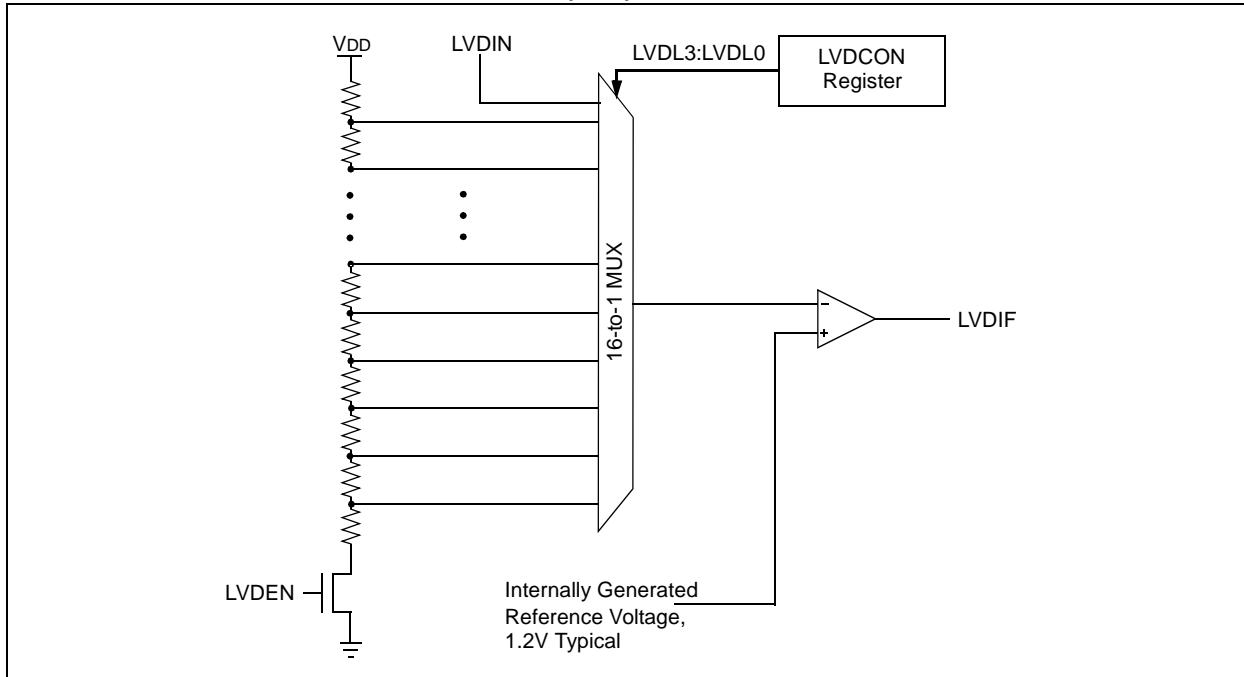 VDD
LVDIN
LVDL3:LVDL0
LVDCON
Register
16-to-1 MUX
–
+
LVDIF
LVDEN
Internally Generated
Reference Voltage,
1.2V Typical